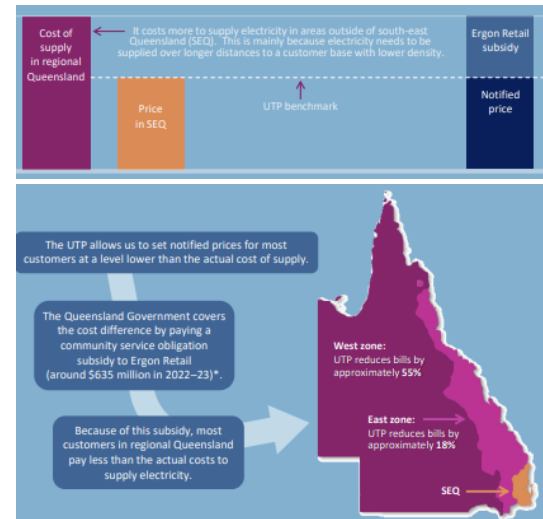 Cost of
supply
in regional
Queensland
It costs more to supply electricity in areas outside of south-east
Queensland (SEQ). This is mainly because electricity needs to be
supplied over longer distances to a customer base with lower density.
Ergon Retail
subsidy
Price
in SEQ
UTP benchmark
Notified
price
The UTP allows us to set notified prices for most
customers at a level lower than the actual cost of supply.
The Queensland Government covers
the cost difference by paying a
community service obligation
subsidy to Ergon Retail
(around $635 million in 2022–23)*.
Because of this subsidy, most
customers in regional Queensland
pay less than the actual costs to
supply electricity.
West zone:
UTP reduces bills by
approximately 55%
East zone:
UTP reduces bills by
approximately 18%
SEQ